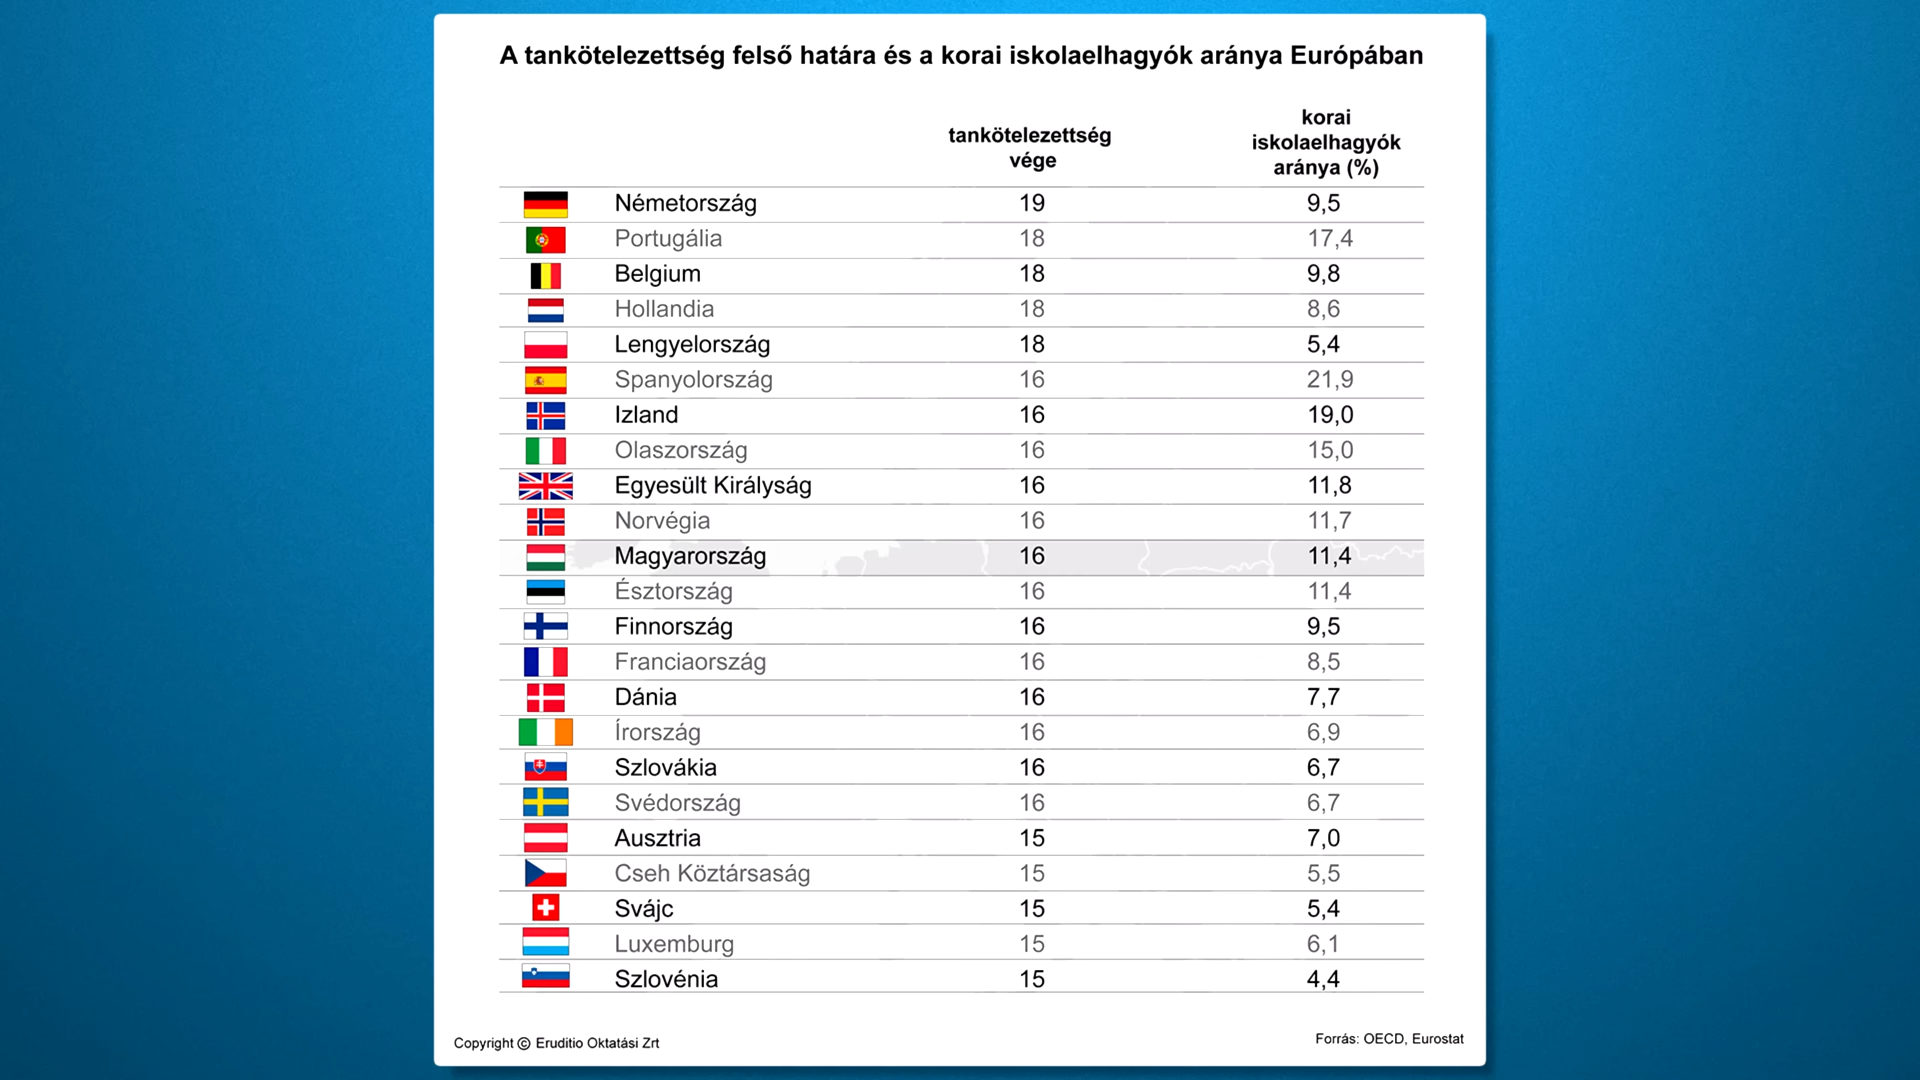 A tankötelezettség felső határa és a korai iskolaelhagyók aránya Európában
tankötelezettség
vége
korai
iskolaelhagyók
aránya (%)
Németország 19 9,5
Portugália 18 17,4
Belgium 18 9,8
Hollandia 18 8,6
Lengyelország 18 5,4
Spanyolország 16 21,9
Izland 16 19,0
Olaszország 16 15,0
Egyesült Királyság 16 11,8
Norvégia 16 11,7
Magyarország 16 11,4
Észtország 16 11,4
Finnország 16 9,5
Franciaország 16 8,5
Dánia 16 7,7
Írország 16 6,9
Szlovákia 16 6,7
Svédország 16 6,7
Ausztria 15 7,0
Cseh Köztársaság 15 5,5
Svájc 15 5,4
Luxemburg 15 6,1
Szlovénia 15 4,4
Copyright © Eruditio Oktatási Zrt
Forrás: OECD, Eurostat